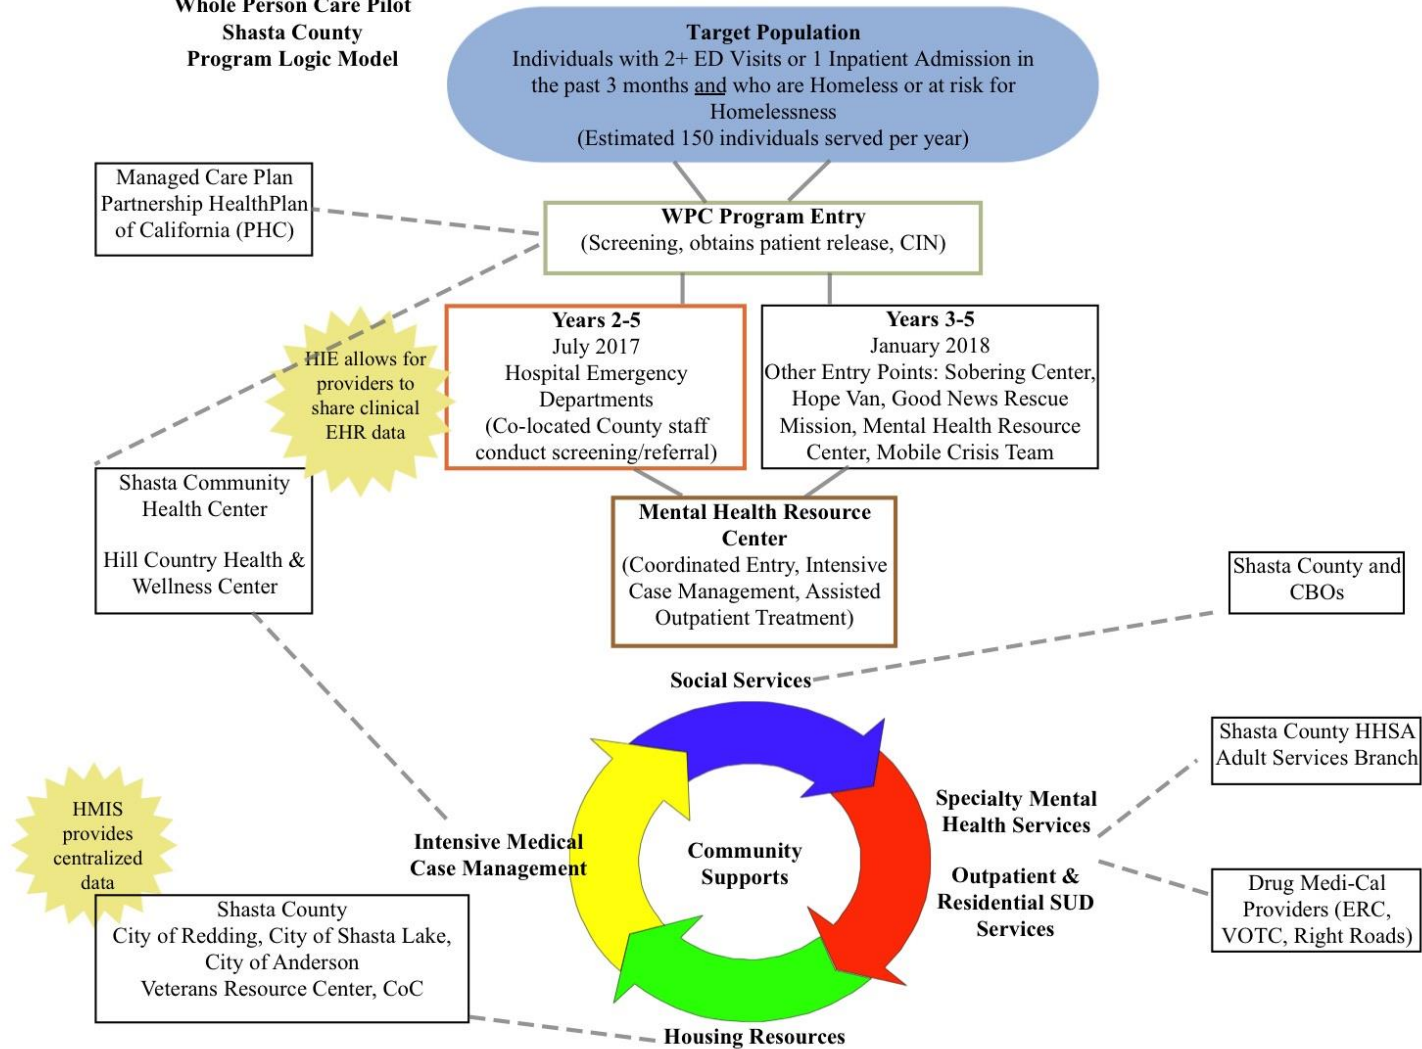 Whole Person Care Pilot
Shasta County
Program Logic Model
Target Population
Individuals with 2+ ED Visits or 1 Inpatient Admission in
the past 3 months and who are Homeless or at risk for
Homelessness
(Estimated 150 individuals served per year)
Managed Care Plan
Partnership HealthPlan
of California (PHC)
WPC Program Entry
(Screening, obtains patient release, CIN)
HIE allows for
providers to
share clinical
EHR data
Years 2-5
July 2017
Hospital Emergency
Departments
(Co-located County staff
conduct screening/referral)
Years 3-5
January 2018
Other Entry Points: Sobering Center,
Hope Van, Good News Rescue
Mission, Mental Health Resource
Center, Mobile Crisis Team
Shasta Community
Health Center
Hill Country Health &
Wellness Center
Mental Health Resource
Center
(Coordinated Entry, Intensive
Case Management, Assisted
Outpatient Treatment)
Shasta County and
CBOs
Social Services
Shasta County HHSA
Adult Services Branch
Specialty Mental
Health Services
Outpatient &
Residential SUD
Services
Drug Medi-Cal
Providers (ERC,
VOTC, Right Roads)
Intensive Medical
Case Management
Community
Supports
HMIS
provides
centralized
data
Shasta County
City of Redding, City of Shasta Lake,
City of Anderson
Veterans Resource Center, CoC
Housing Resources